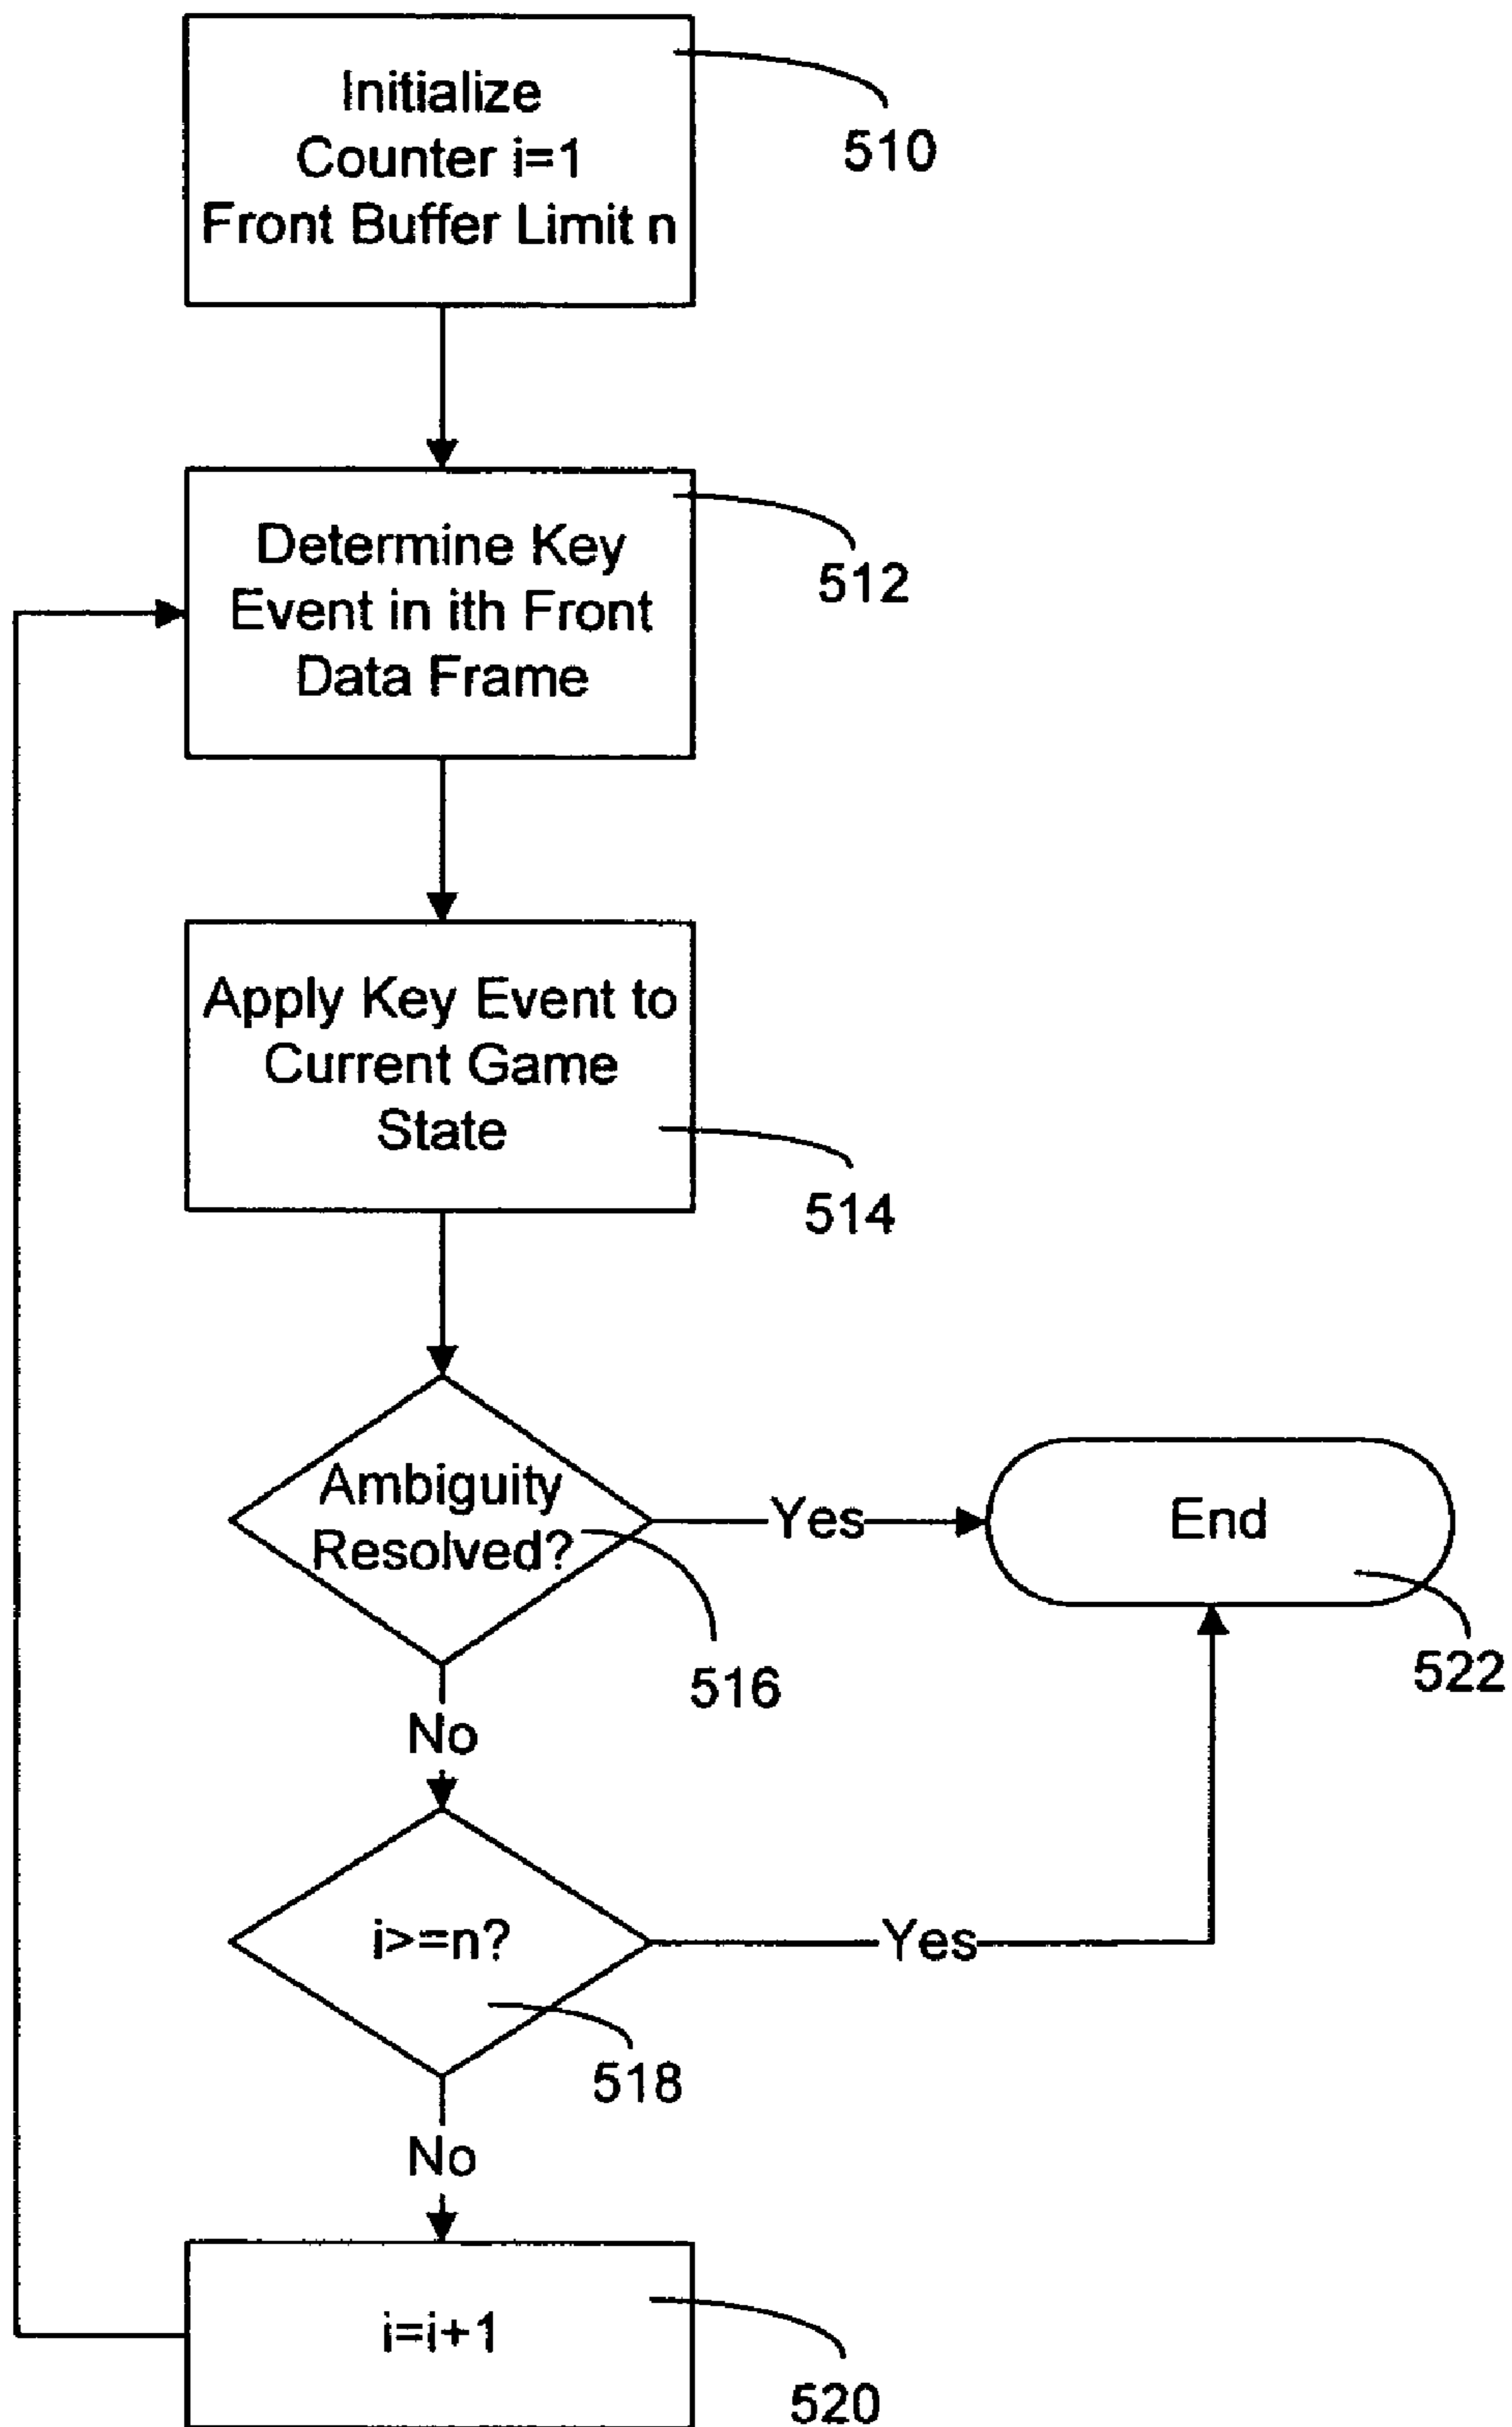 Initialize
Counter i=1
Front Buffer Limit n
510
Determine Key
Event in ith Front
Data Frame
512
Apply Key Event to
Current Game
State
514
Ambiguity
Resolved?
Yes
End
516
522
No
i>=n?
Yes
518
No
i=i+1
520